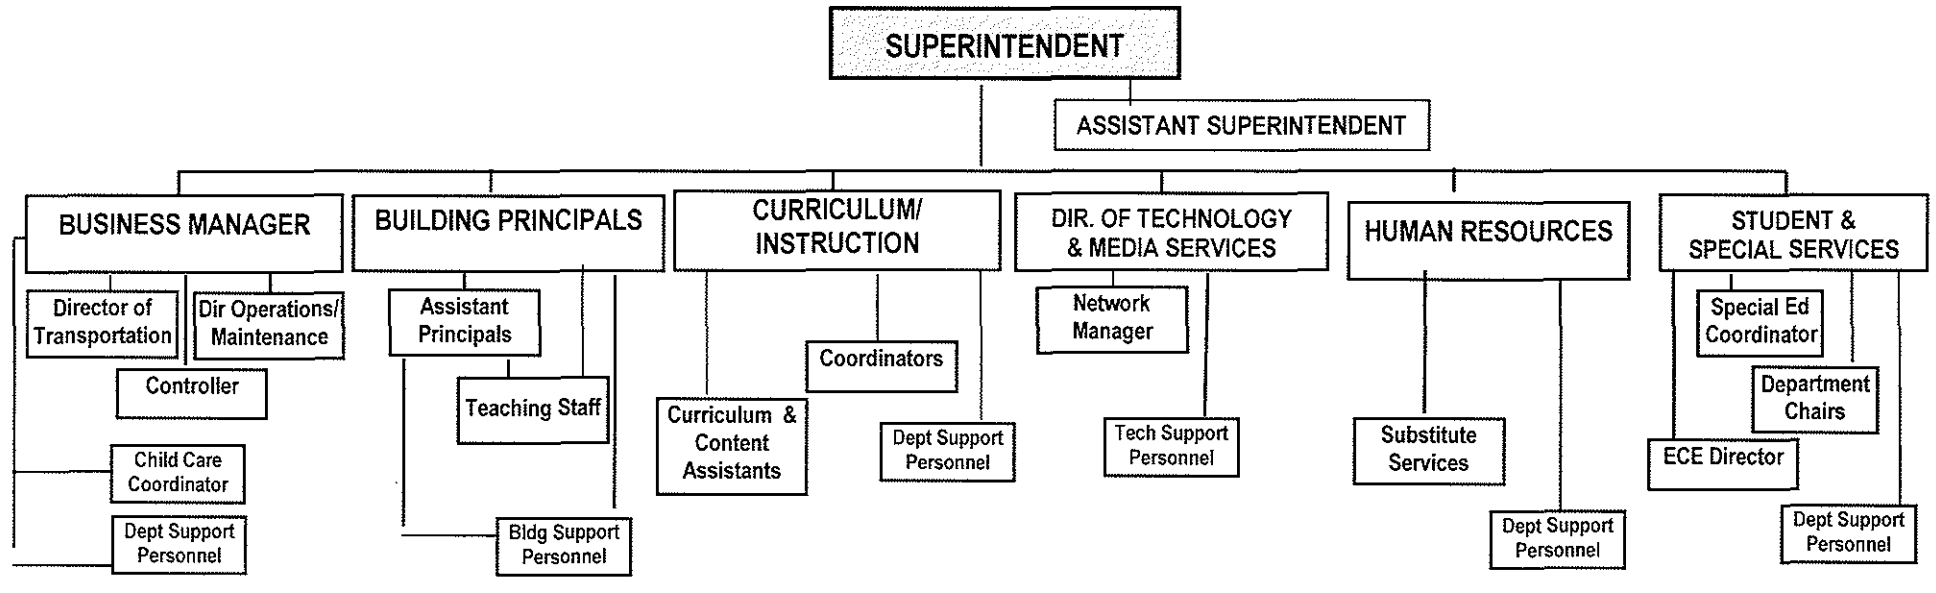 SUPERINTENDENT
ASSISTANT SUPERINTENDENT
BUSINESS MANAGER
BUILDING PRINCIPALS
CURRICULUM/
INSTRUCTION
DIR. OF TECHNOLOGY
& MEDIA SERVICES
HUMAN RESOURCES
STUDENT &
SPECIAL SERVICES
Director of
Transportation
Dir Operations/
Maintenance
Controller
Child Care
Coordinator
Dept Support
Personnel
Assistant
Principals
Teaching Staff
Bldg Support
Personnel
Curriculum &
Content
Assistants
Coordinators
Dept Support
Personnel
Network
Manager
Tech Support
Personnel
Substitute
Services
Dept Support
Personnel
Special Ed
Coordinator
Department
Chairs
ECE Director
Dept Support
Personnel